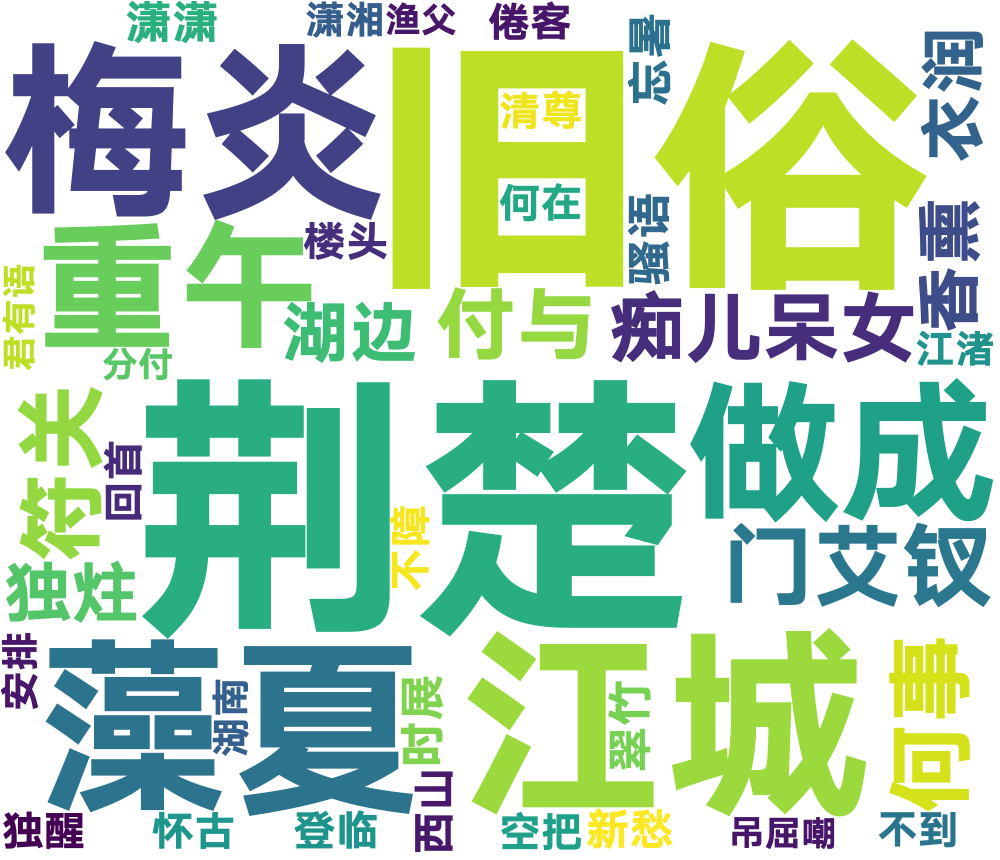 潇潇
潇湘
渔父
倦客
忘暑
衣润
梅炎
旧俗
清尊
何在
骚语
香熏
楼头
重午
君有语
湖边
付与
痴儿呆女
江渚
分付
符关
回首
荆楚
做成
不障
门艾钗
独炷
安排
藻夏
湖南
时展
江城
翠竹
何事
西山
独醒
怀古
登临
空把
新愁
吊屈嘲
不到